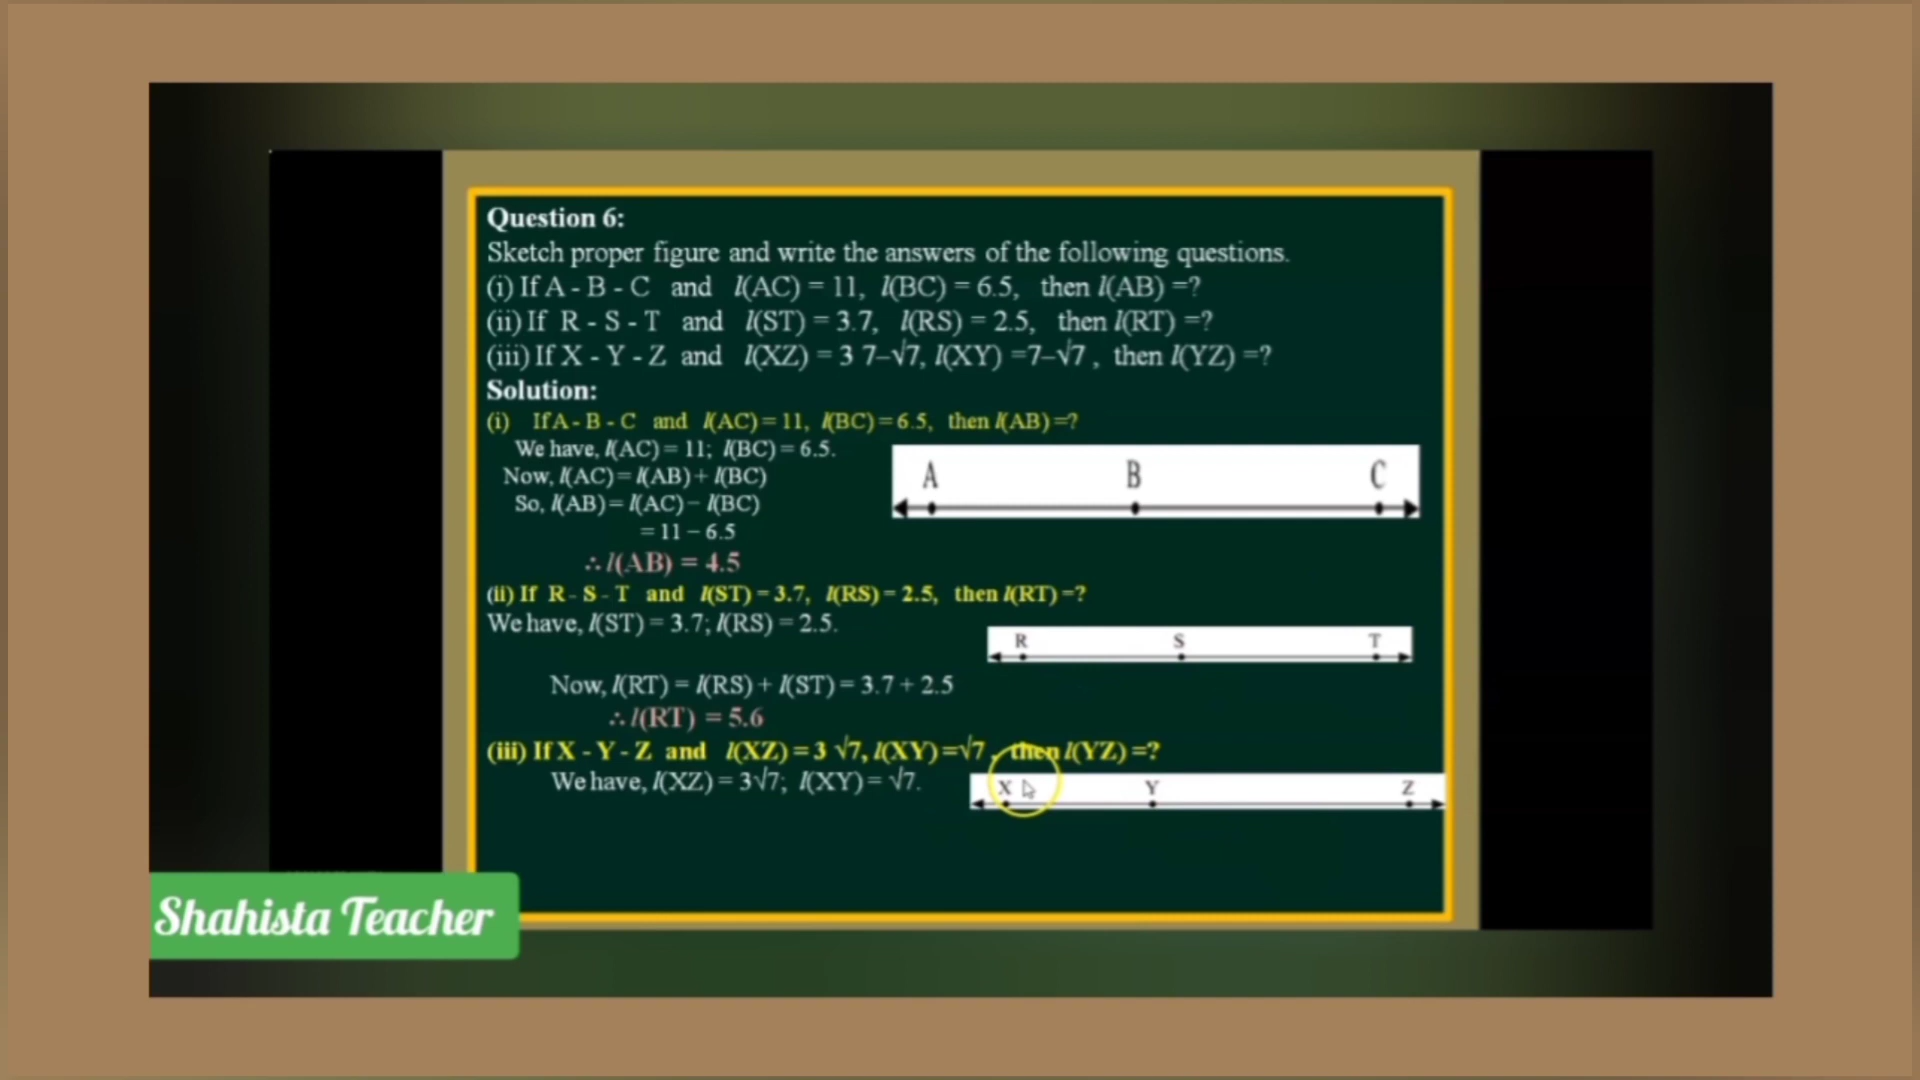 Question 6:
Sketch proper figure and write the answers of the following questions.
(i) If A - B - C and l(AC) = 11, l(BC) = 6.5, then l(AB) =?
(ii) If R - S - T and l(ST) = 3.7, l(RS) = 2.5, then l(RT) =?
(iii) If X - Y - Z and l(XZ) = 3 7–√7, l(XY) =7–√7 , then l(YZ) =?
Solution:
(i) If A - B - C and l(AC) = 11, l(BC) = 6.5, then l(AB) =?
We have, l(AC) = 11; l(BC) = 6.5.
Now, l(AC) = l(AB) + l(BC)
So, l(AB) = l(AC) − l(BC)
= 11 − 6.5
∴ l(AB) = 4.5
A B C
(ii) If R - S - T and l(ST) = 3.7, l(RS) = 2.5, then l(RT) =?
We have, l(ST) = 3.7; l(RS) = 2.5.
R S T
Now, l(RT) = l(RS) + l(ST) = 3.7 + 2.5
∴ l(RT) = 5.6
(iii) If X - Y - Z and l(XZ) = 3 √7, l(XY) =√7 , then l(YZ) =?
We have, l(XZ) = 3√7; l(XY) = √7.
X Y Z
Shahista Teacher